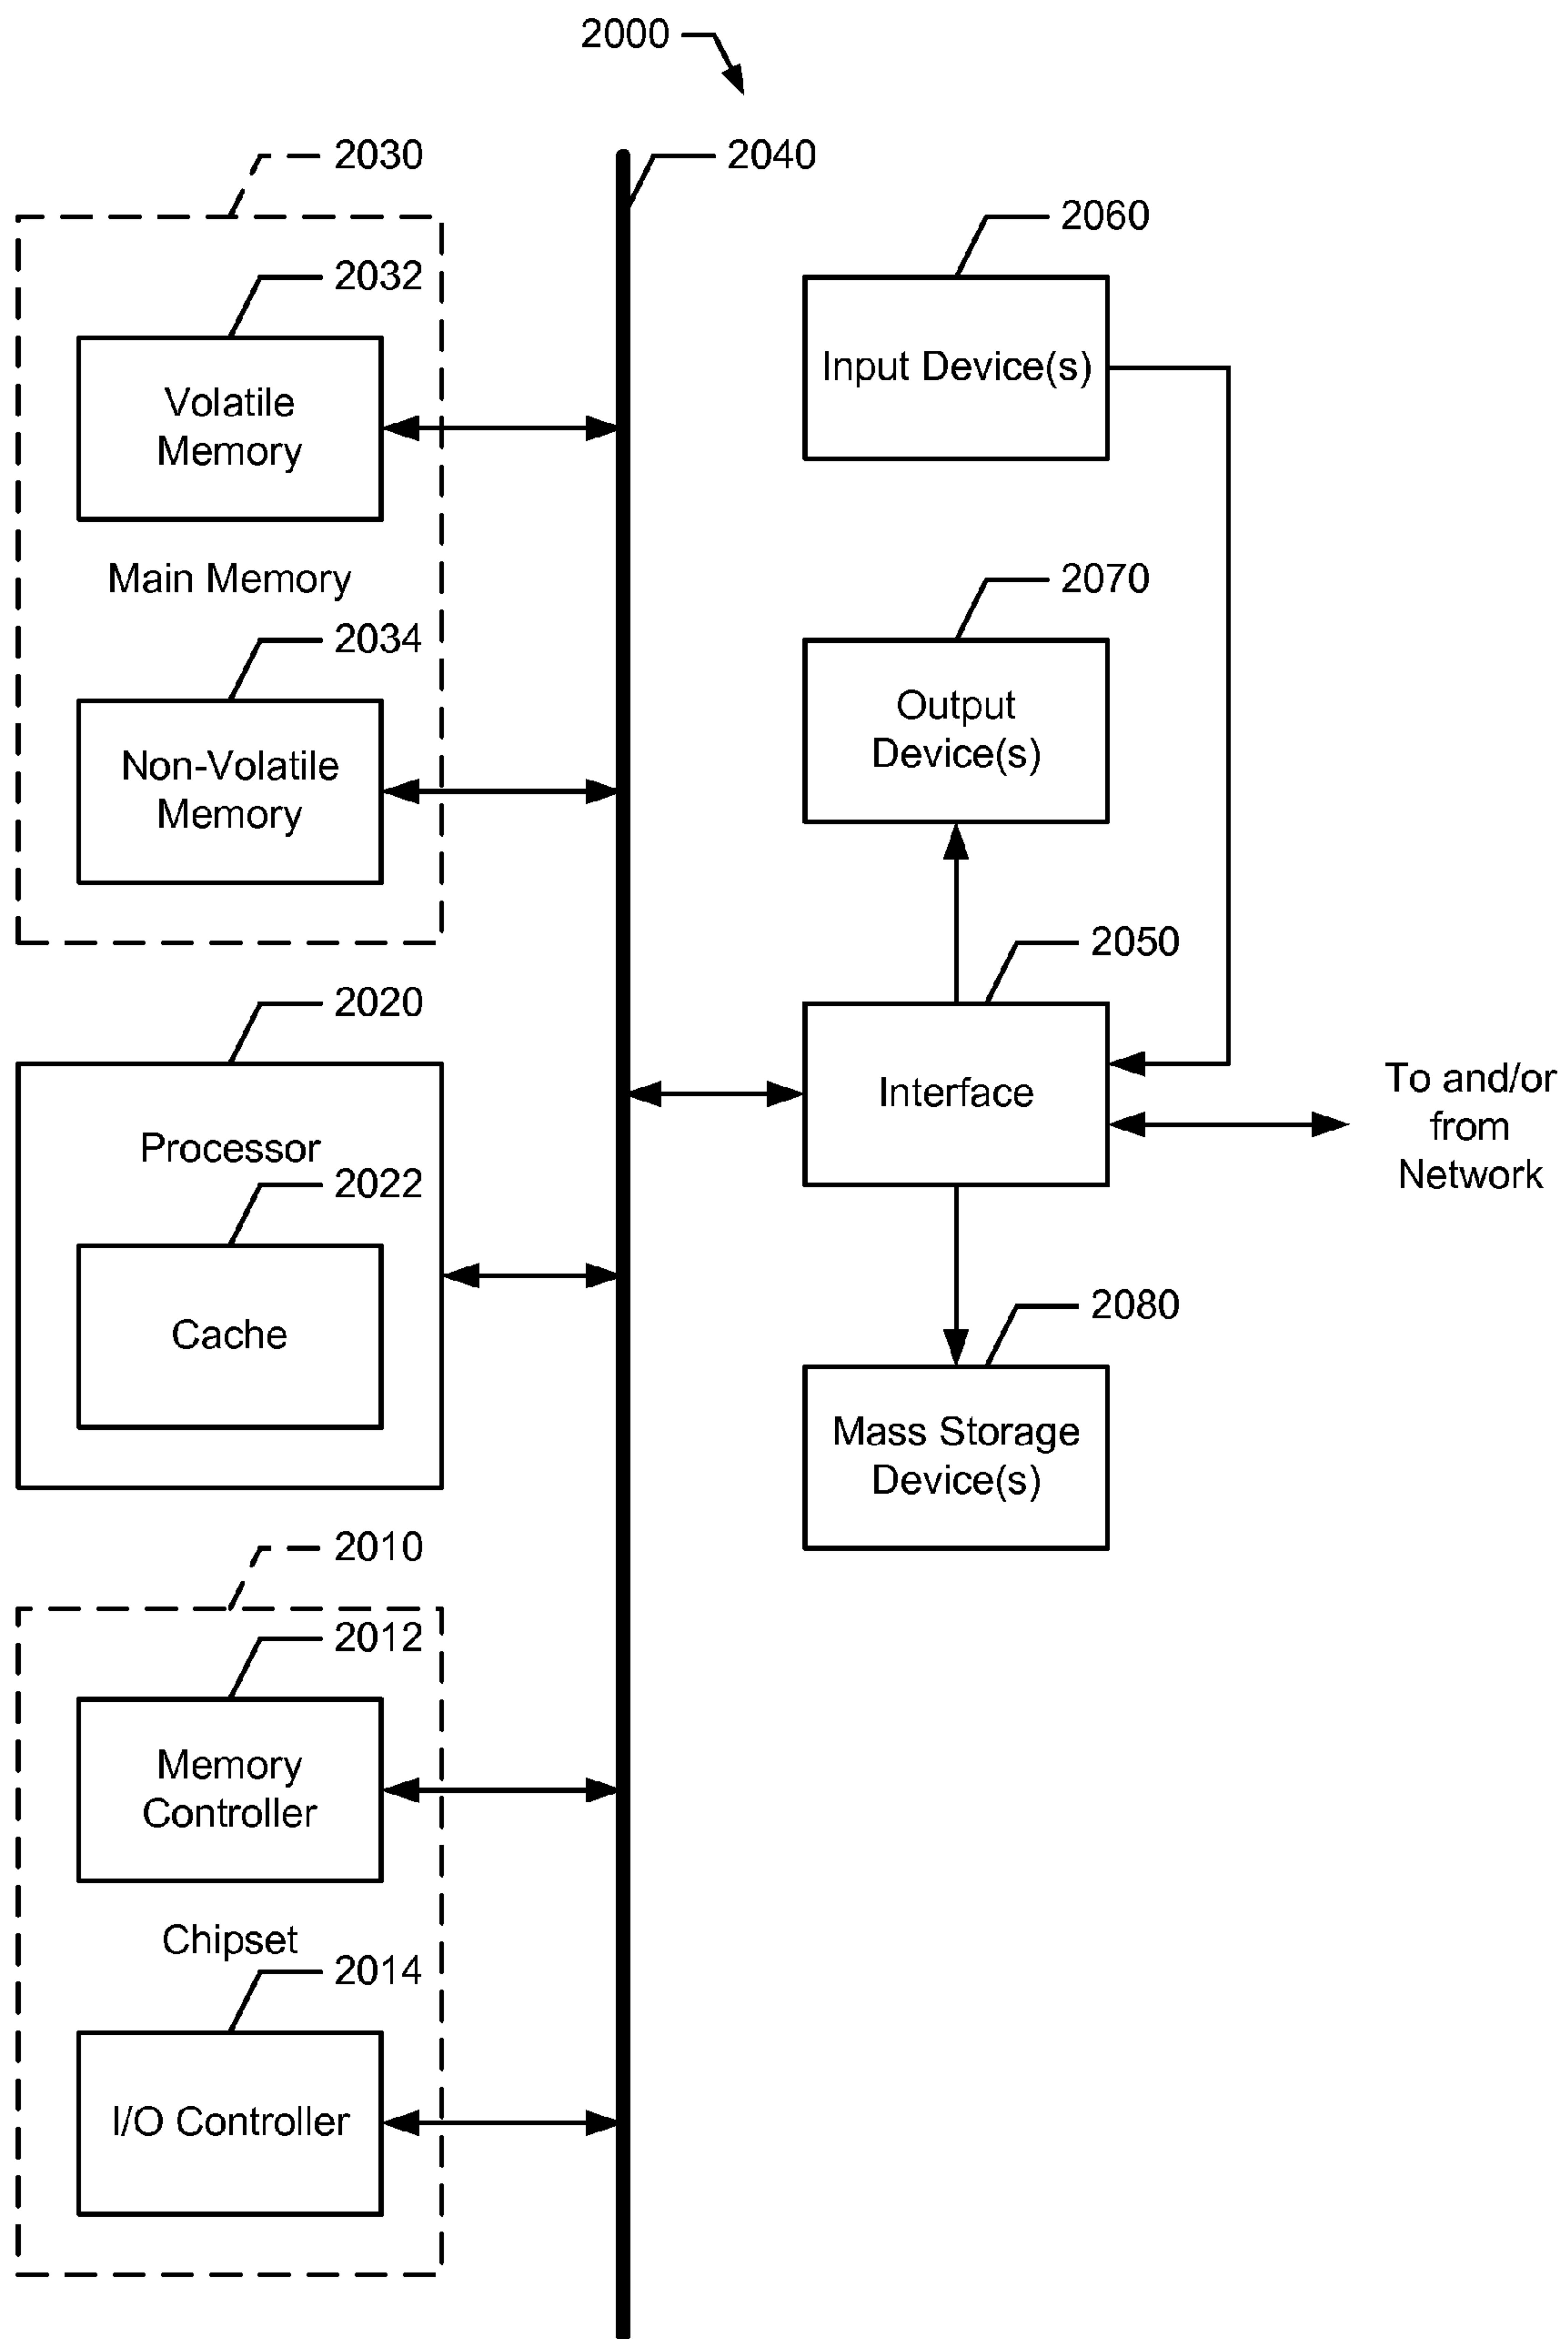 2000
2030
2040
2032
Volatile
Memory
Main Memory
2034
Non-Volatile
Memory
2020
Processor
2022
Cache
2010
2012
Memory
Controller
Chipset
2014
I/O Controller
2060
Input Device(s)
2070
Output
Device(s)
2050
Interface
To and/or
from
Network
2080
Mass Storage
Device(s)